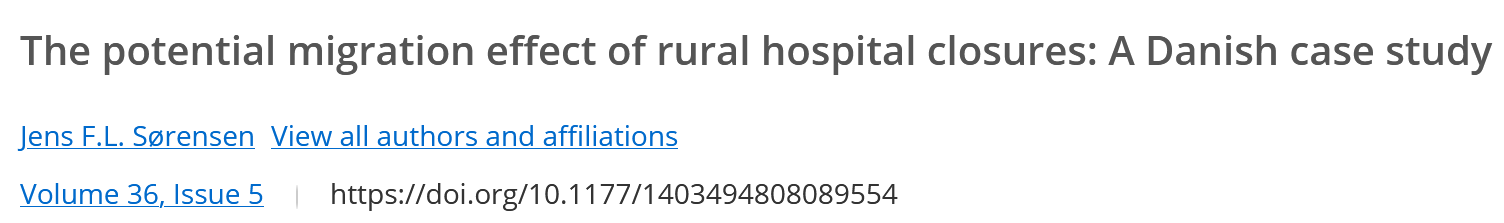 The potential migration effect of rural hospital closures: A Danish case study
Jens F.L. Sørensen View all authors and affiliations
Volume 36, Issue 5 | https://doi.org/10.1177/1403494808089554